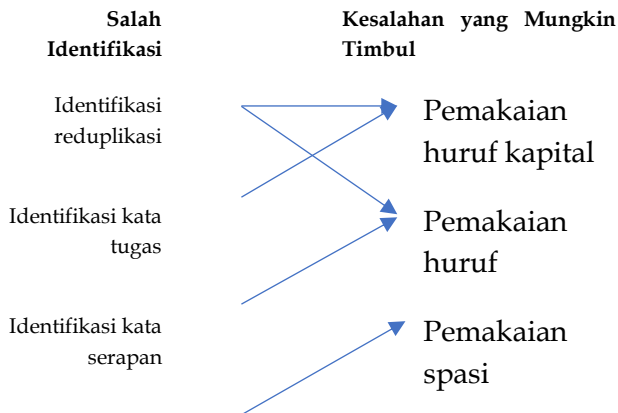 Salah
Identifikasi
Kesalahan yang Mungkin
Timbul
Identifikasi
reduplikasi
Pemakaian
huruf kapital
Identifikasi kata
tugas
Pemakaian
huruf
Identifikasi kata
serapan
Pemakaian
spasi